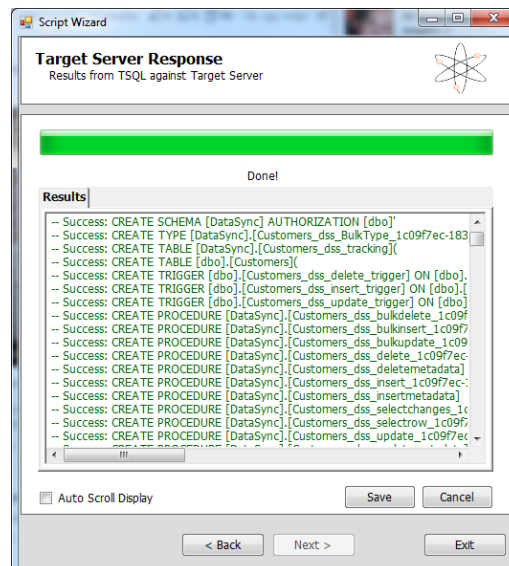 Script Wizard
Target Server Response
Results from TSQL against Target Server
Done!
Results
-- Success: CREATE SCHEMA [DataSync] AUTHORIZATION [dbo]'
-- Success: CREATE TYPE [DataSync].[Customers_dss_BulkType_1c09f7ec-183
-- Success: CREATE TABLE [DataSync].[Customers_dss_tracking](
-- Success: CREATE TABLE [dbo].[Customers](
-- Success: CREATE TRIGGER [dbo].[Customers_dss_delete_trigger] ON [dbo].
-- Success: CREATE TRIGGER [dbo].[Customers_dss_insert_trigger] ON [dbo].[
-- Success: CREATE TRIGGER [dbo].[Customers_dss_update_trigger] ON [dbo]
-- Success: CREATE PROCEDURE [DataSync].[Customers_dss_bulkdelete_1c09f
-- Success: CREATE PROCEDURE [DataSync].[Customers_dss_bulkinsert_1c09f7
-- Success: CREATE PROCEDURE [DataSync].[Customers_dss_bulkupdate_1c09
-- Success: CREATE PROCEDURE [DataSync].[Customers_dss_delete_1c09f7ec-
-- Success: CREATE PROCEDURE [DataSync].[Customers_dss_deletemetadata]
-- Success: CREATE PROCEDURE [DataSync].[Customers_dss_insert_1c09f7ec-:
-- Success: CREATE PROCEDURE [DataSync].[Customers_dss_insertmetadata]
-- Success: CREATE PROCEDURE [DataSync].[Customers_dss_selectchanges_1c
-- Success: CREATE PROCEDURE [DataSync].[Customers_dss_selectrow_1c09f7
-- Success: CREATE PROCEDURE [DataSync].[Customers_dss_update_1c09f7ec
Auto Scroll Display
Save
Cancel
< Back
Next >
Exit